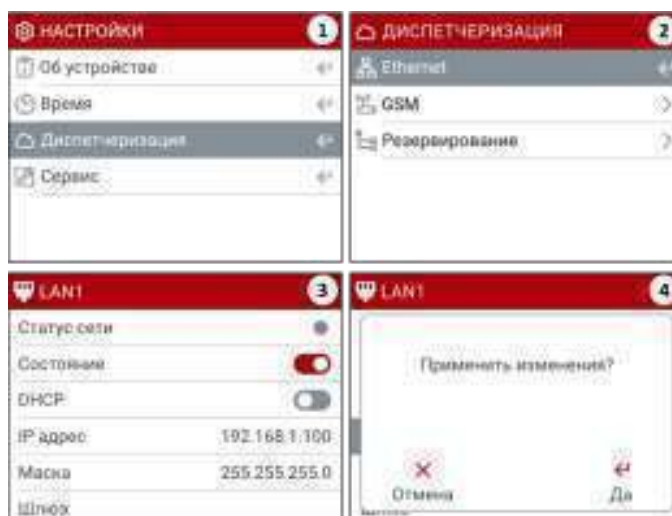 НАСТРОЙКИ 1
Об устройстве
Время
Диспетчеризация
Сервис
ДИСПЕТЧЕРИЗАЦИЯ 2
Ethernet
GSM
Резервирование
LAN1 3
Статус сети
Состояние
DHCP
IP адрес 192.168.1.100
Маска 255.255.255.0
Шлюз
LAN1 4
Применить изменения?
Отмена Да